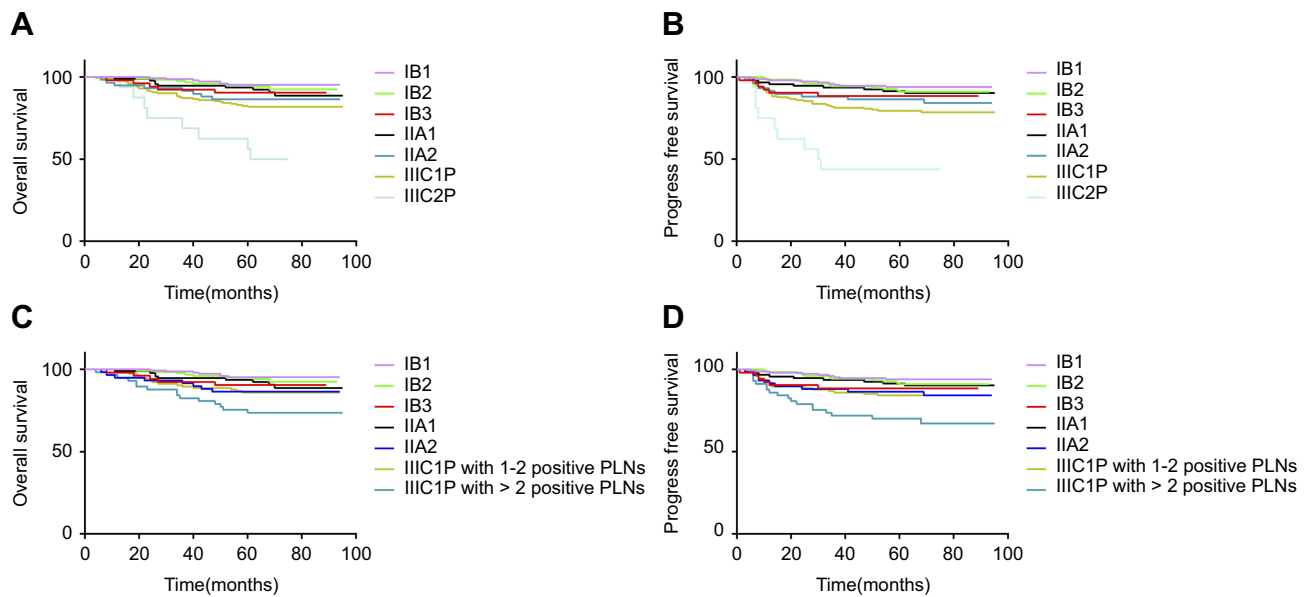 A
Overall survival
100
50
0
0 20 40 60 80 100
Time(months)
IB1
IB2
IB3
IIA1
IIA2
IIIC1P
IIIC2P
B
Progress free survival
100
50
0
0 20 40 60 80 100
Time(months)
IB1
IB2
IB3
IIA1
IIA2
IIIC1P
IIIC2P
C
Overall survival
100
50
0
0 20 40 60 80 100
Time(months)
IB1
IB2
IB3
IIA1
IIA2
IIIC1P with 1-2 positive PLNs
IIIC1P with > 2 positive PLNs
D
Progress free survival
100
50
0
0 20 40 60 80 100
Time(months)
IB1
IB2
IB3
IIA1
IIA2
IIIC1P with 1-2 positive PLNs
IIIC1P with > 2 positive PLNs